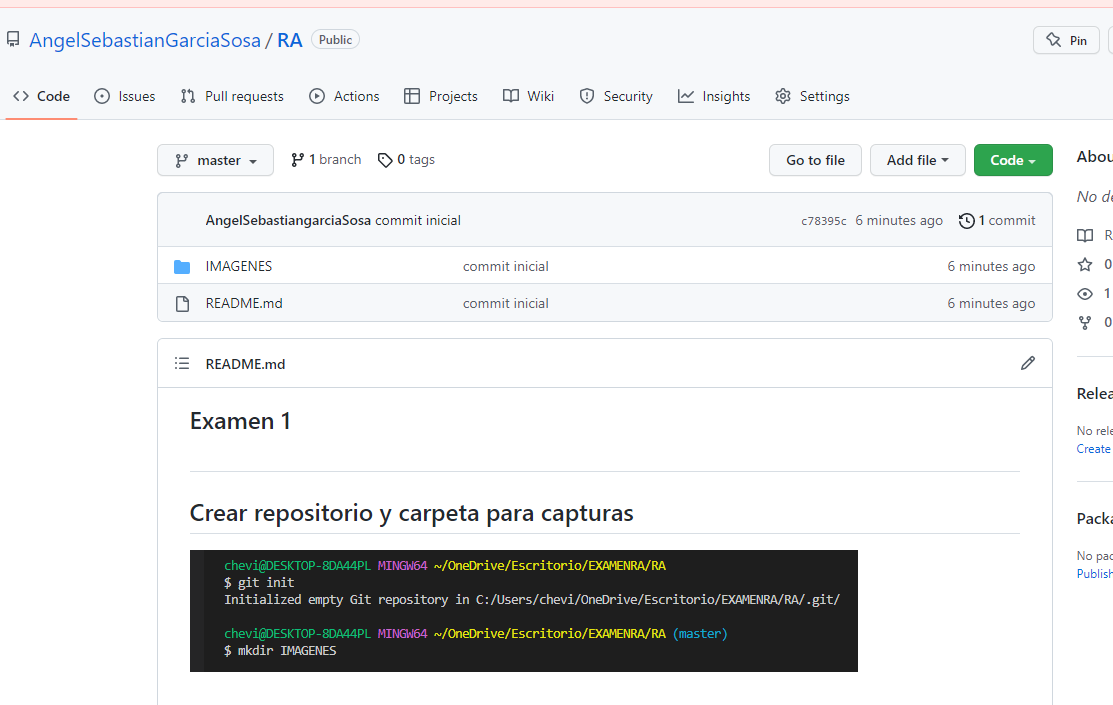 AngelSebastianGarciaSosa / RA Public Pin
Code Issues Pull requests Actions Projects Wiki Security Insights Settings
master 1 branch 0 tags Go to file Add file Code
AngelSebastiangarciaSosa commit inicial c78395c 6 minutes ago 1 commit
IMAGENES commit inicial 6 minutes ago
README.md commit inicial 6 minutes ago
README.md
Examen 1
Crear repositorio y carpeta para capturas
chevi@DESKTOP-8DA44PL MINGW64 ~/OneDrive/Escritorio/EXAMENRA/RA
$ git init
Initialized empty Git repository in C:/Users/chevi/OneDrive/Escritorio/EXAMENRA/RA/.git/
chevi@DESKTOP-8DA44PL MINGW64 ~/OneDrive/Escritorio/EXAMENRA/RA (master)
$ mkdir IMAGENES
Abou
No de
R
0
1
0
Relea
No rele
Create
Packa
No pac
Publish